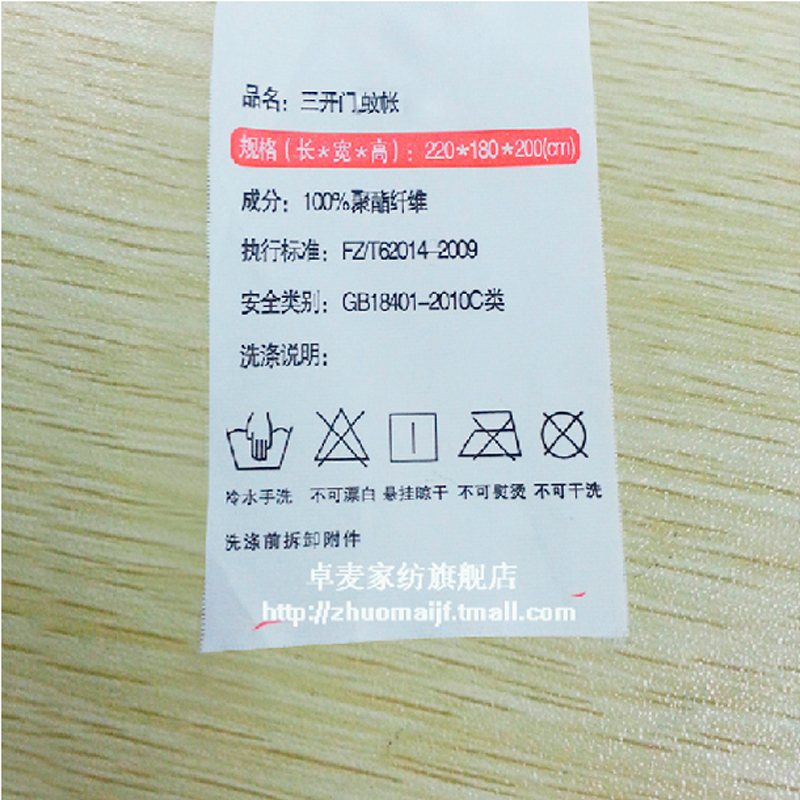 品名：三开门蚊帐
规格(长*宽*高)：220*180*200(cm)
成分：100%聚酯纤维
执行标准：FZ/T62014-2009
安全类别：GB18401-2010C类
洗涤说明：
冷水手洗 不可漂白 悬挂晾干 不可熨烫 不可干洗
洗涤前拆卸附件
卓麦家纺旗舰店
http://zhuomaijf.tmall.com